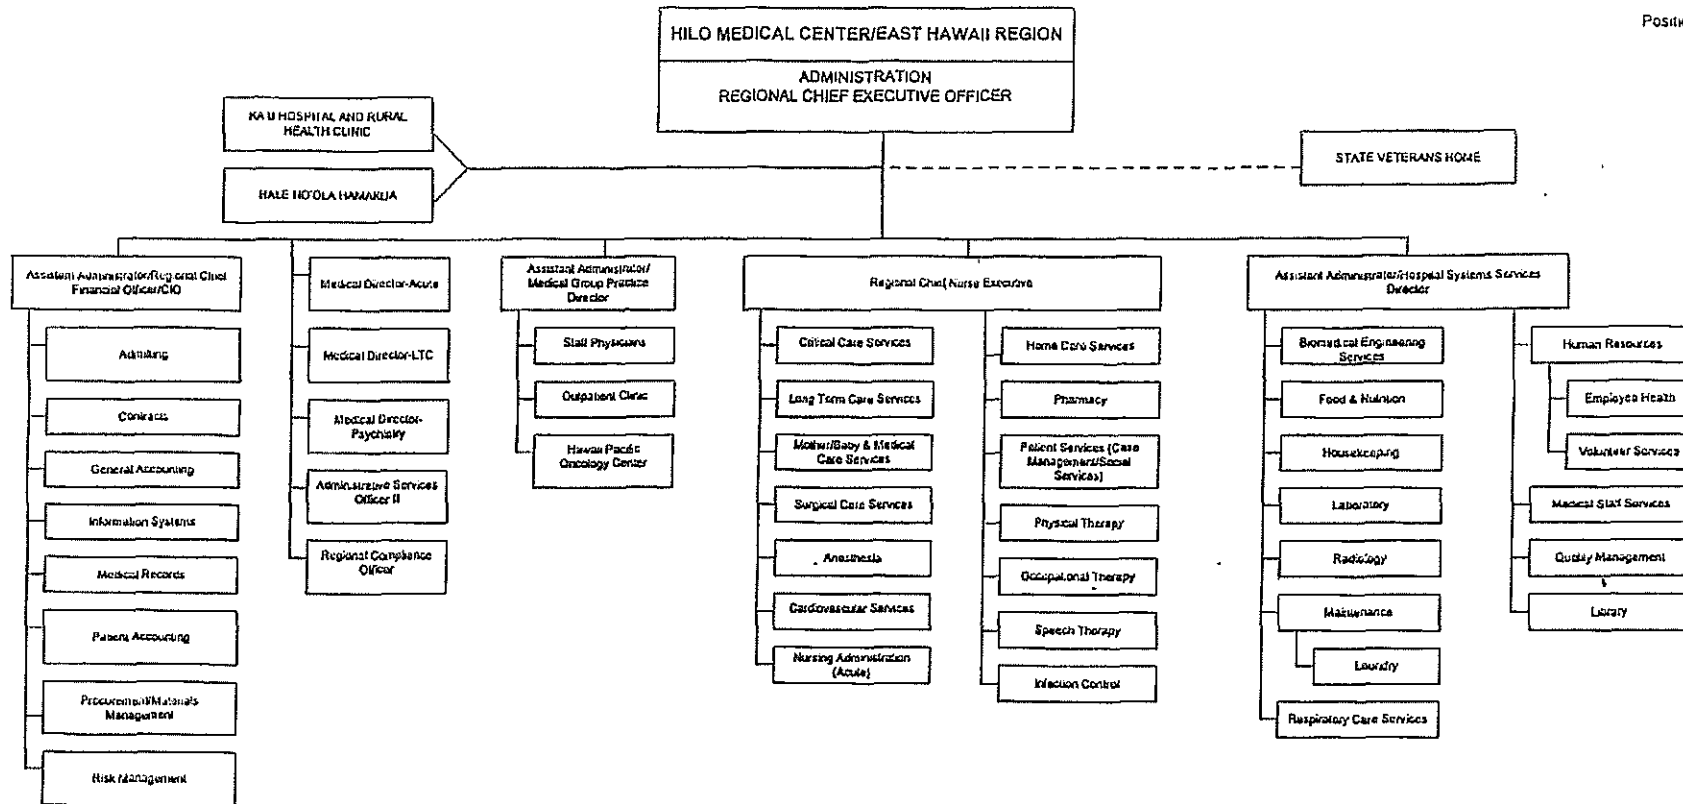 Positi
HILO MEDICAL CENTER/EAST HAWAII REGION
ADMINISTRATION
REGIONAL CHIEF EXECUTIVE OFFICER
KA'U HOSPITAL AND RURAL
HEALTH CLINIC
HALE HO'OLA HAMAKUA
STATE VETERANS HOME
Assistant Administrator/Regional Chief
Financial Officer/CIO
Admitting
Contracts
General Accounting
Information Systems
Medical Records
Patient Accounting
Procurement/Materials
Management
Risk Management
Medical Director-Acute
Medical Director-LTC
Medical Director-
Psychiatry
Administrative Services
Officer II
Regional Compliance
Officer
Assistant Administrator/
Medical Group Practice
Director
Staff Physicians
Outpatient Clinic
Hawaii Pacific
Oncology Center
Regional Chief Nurse Executive
Critical Care Services
Long Term Care Services
Mother/Baby & Medical
Care Services
Surgical Care Services
Anesthesia
Cardiovascular Services
Nursing Administration
(Acute)
Home Care Services
Pharmacy
Patient Services (Case
Management/Social
Services)
Physical Therapy
Occupational Therapy
Speech Therapy
Infection Control
Assistant Administrator/Hospital Systems Services
Director
Biomedical Engineering
Services
Food & Nutrition
Housekeeping
Laboratory
Radiology
Maintenance
Laundry
Respiratory Care Services
Human Resources
Employee Health
Volunteer Services
Medical Staff Services
Quality Management
Library